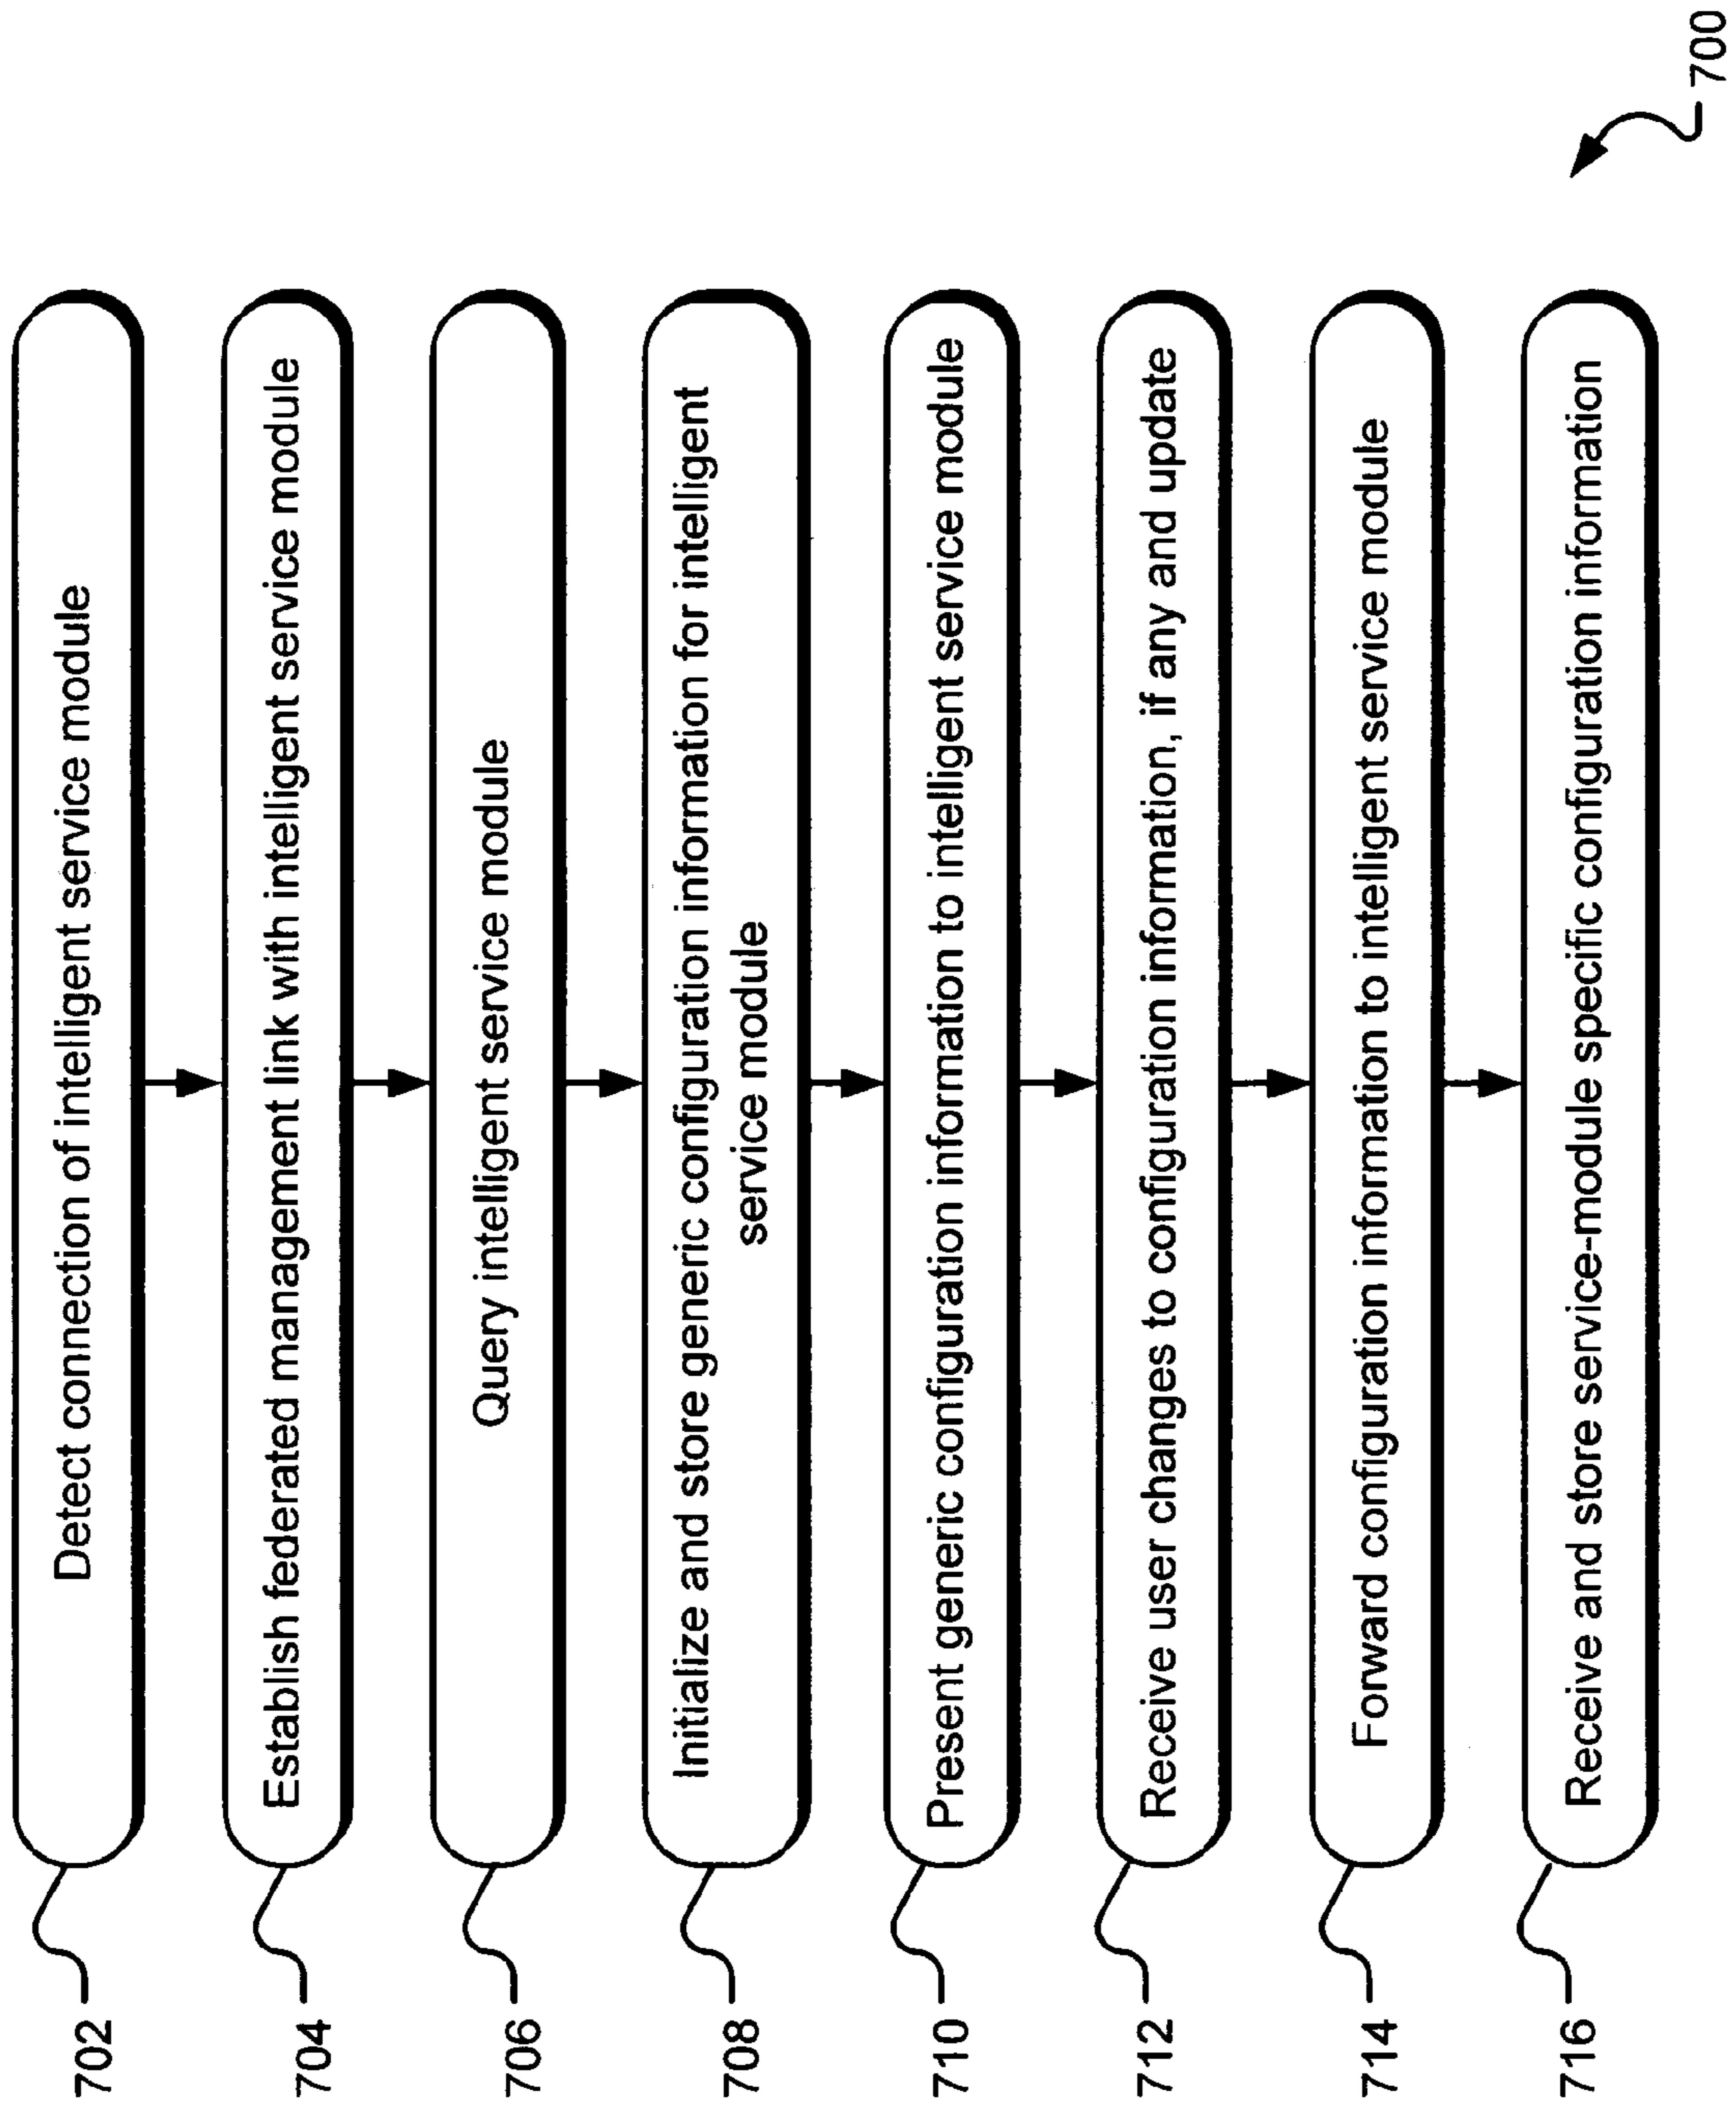 702
Detect connection of intelligent service module
704
Establish federated management link with intelligent service module
706
Query intelligent service module
708
Initialize and store generic configuration information for intelligent
service module
710
Present generic configuration information to intelligent service module
712
Receive user changes to configuration information, if any and update
714
Forward configuration information to intelligent service module
716
Receive and store service-module specific configuration information
700